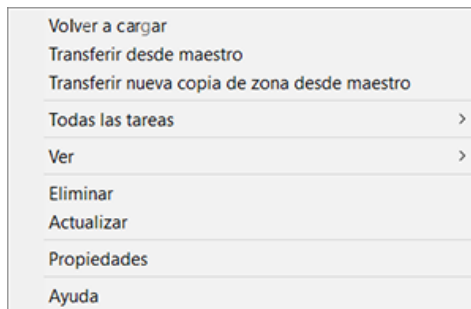 Volver a cargar
Transferir desde maestro
Transferir nueva copia de zona desde maestro
Todas las tareas
Ver
Eliminar
Actualizar
Propiedades
Ayuda